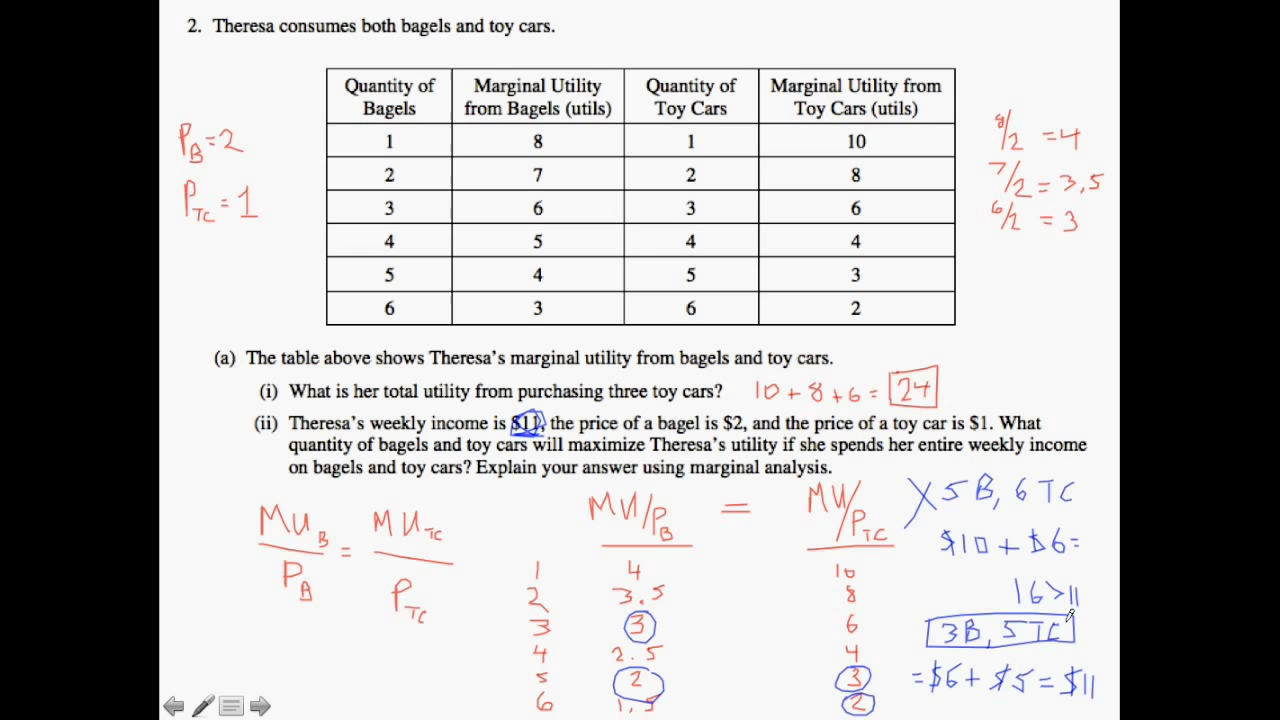 2. Theresa consumes both bagels and toy cars.
Quantity of Bagels | Marginal Utility from Bagels (utils) | Quantity of Toy Cars | Marginal Utility from Toy Cars (utils)
1 | 8 | 1 | 10
2 | 7 | 2 | 8
3 | 6 | 3 | 6
4 | 5 | 4 | 4
5 | 4 | 5 | 3
6 | 3 | 6 | 2
P_B = 2
P_TC = 1
8/2 = 4
7/2 = 3,5
6/2 = 3
(a) The table above shows Theresa's marginal utility from bagels and toy cars.
(i) What is her total utility from purchasing three toy cars? 10 + 8 + 6 = 24
(ii) Theresa's weekly income is $11, the price of a bagel is $2, and the price of a toy car is $1. What
quantity of bagels and toy cars will maximize Theresa's utility if she spends her entire weekly income
on bagels and toy cars? Explain your answer using marginal analysis.
MU_B / P_B = MU_TC / P_TC
MU/P_B = MU/P_TC
1 4 10
2 3.5 8
3 3 6
4 2.5 4
5 2 3
6 1,5 2
X 5 B, 6 TC
$10 + $6 =
16 > 11
3B, 5 TC
= $6 + $5 = $11